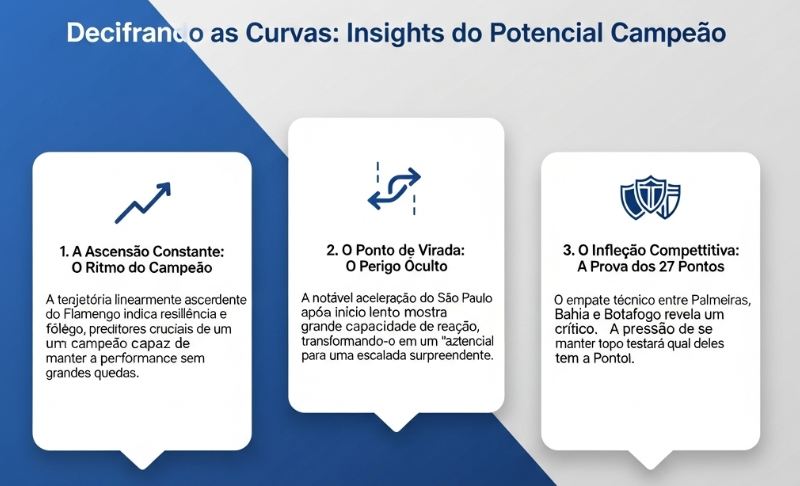 Decifrando as Curvas: Insights do Potencial Campeão
1. A Ascensão Constante:
O Ritmo do Campeão
A terjetória linearmente ascerdente
do Flamengo indica resillência e
fôlègo, preditores cruciais de um
um campeão capaz de
manter a performance sem
grandes quedas.
2. O Ponto de Virada:
O Perigo Óculto
A notável aceleração do São Paulo
apóa inicio lento mostra
grande capacidade de reação,
transformando-o em um "aztencial
para uma escalada surpreendente.
3. O Infleção Compettitiva:
A Prova dos 27 Pontos
O empate técnico entre Palmeiras,
Bahia e Botafogo revela um
crítico. A pressão de se
manter topo testará qual deles
tem a Pontol.